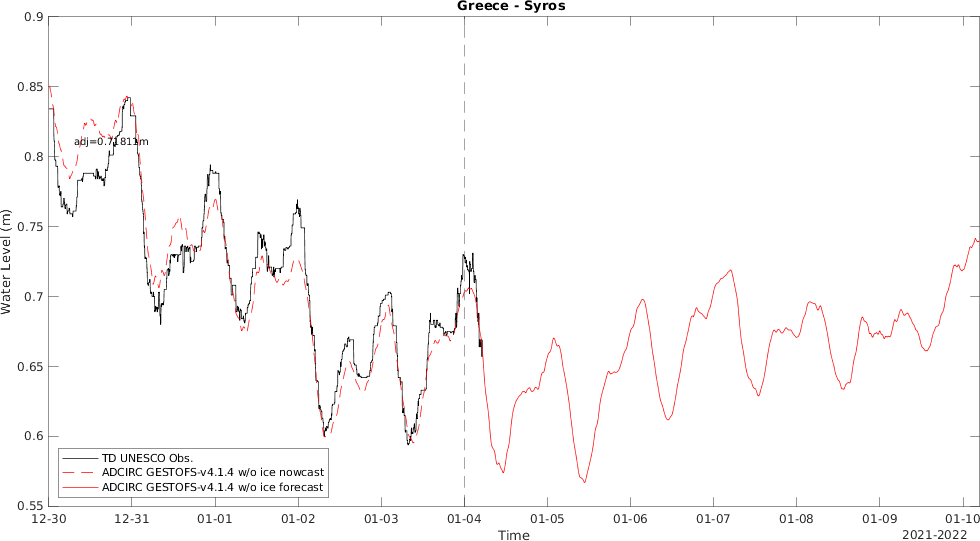 Greece - Syros
0.9
0.85
0.8
0.75
0.7
0.65
0.6
0.55
Water Level (m)
adj=0.71811m
TD UNESCO Obs.
ADCIRC GESTOFS-v4.1.4 w/o ice nowcast
ADCIRC GESTOFS-v4.1.4 w/o ice forecast
12-30 12-31 01-01 01-02 01-03 01-04 01-05 01-06 01-07 01-08 01-09 01-10
Time
2021-2022